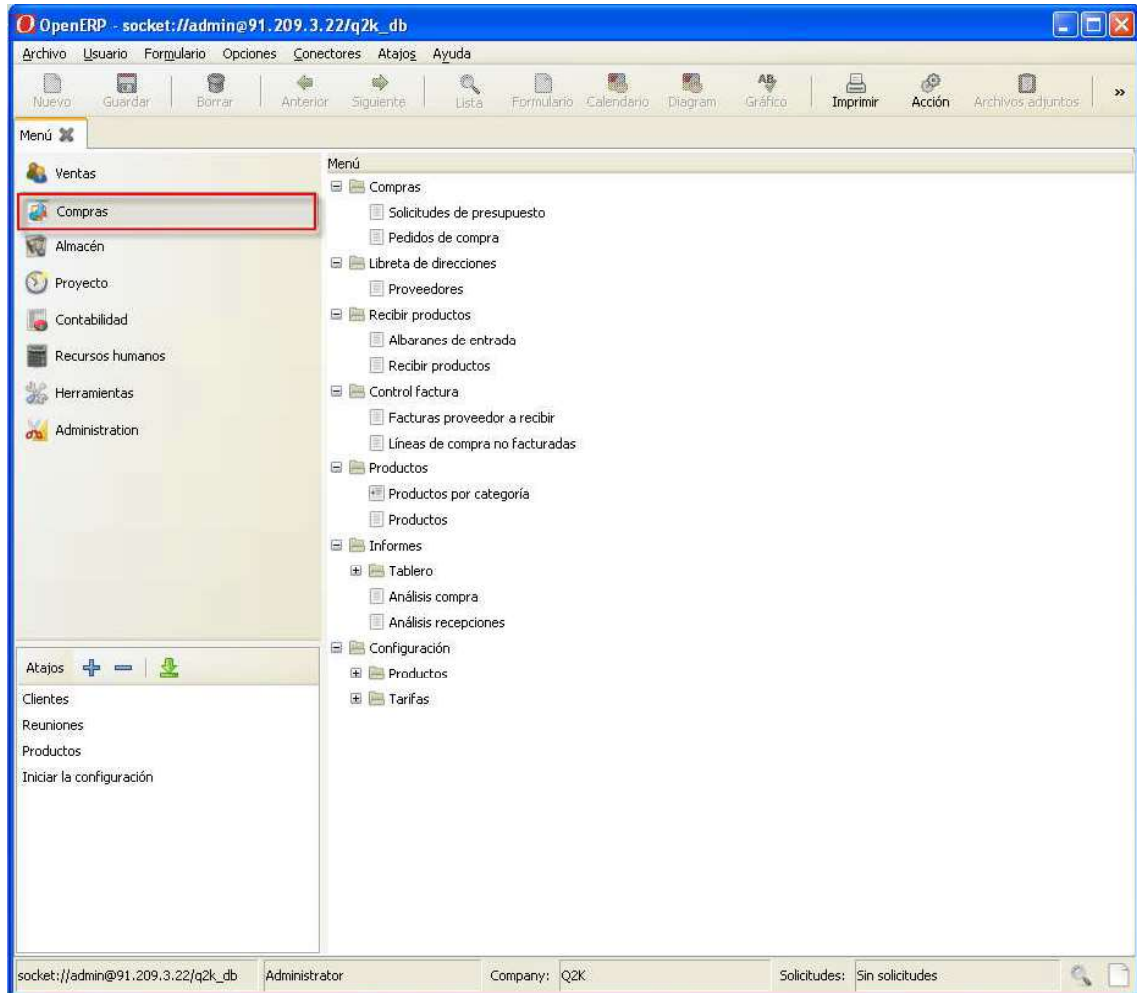 OpenERP - socket://admin@91.209.3.22/q2k_db
Archivo Usuario Formulario Opciones Conectores Atajos Ayuda
Nuevo Guardar Borrar Anterior Siguiente Lista Formulario Calendario Diagram Gráfico Imprimir Acción Archivos adjuntos »
Menú
Ventas
Compras
Almacén
Proyecto
Contabilidad
Recursos humanos
Herramientas
Administration
Menú
Compras
Solicitudes de presupuesto
Pedidos de compra
Libreta de direcciones
Proveedores
Recibir productos
Albaranes de entrada
Recibir productos
Control factura
Facturas proveedor a recibir
Líneas de compra no facturadas
Productos
Productos por categoría
Productos
Informes
Tablero
Análisis compra
Análisis recepciones
Configuración
Productos
Tarifas
Atajos
Clientes
Reuniones
Productos
Iniciar la configuración
socket://admin@91.209.3.22/q2k_db Administrator Company: Q2K Solicitudes: Sin solicitudes